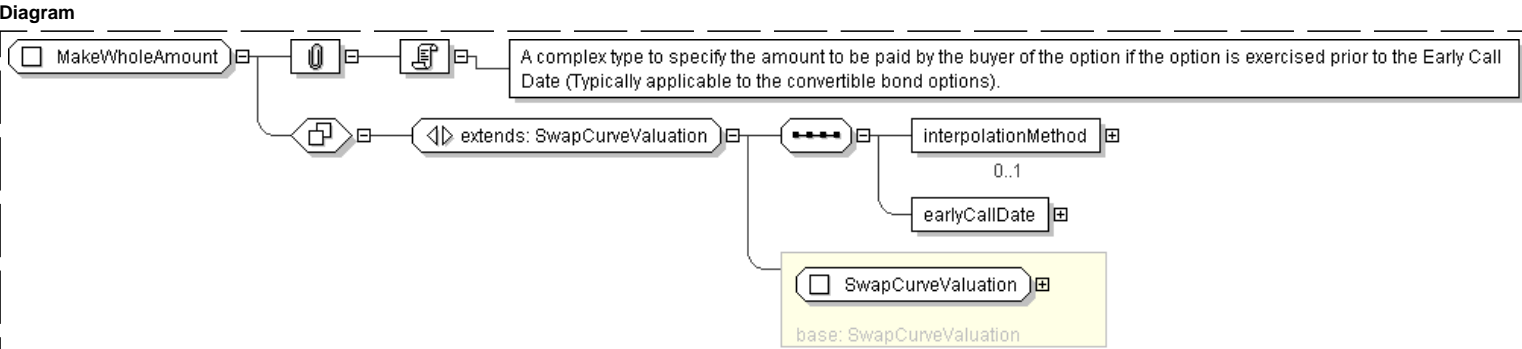 Diagram
MakeWholeAmount
A complex type to specify the amount to be paid by the buyer of the option if the option is exercised prior to the Early Call
Date (Typically applicable to the convertible bond options).
extends: SwapCurveValuation
interpolationMethod
0..1
earlyCallDate
SwapCurveValuation
base: SwapCurveValuation